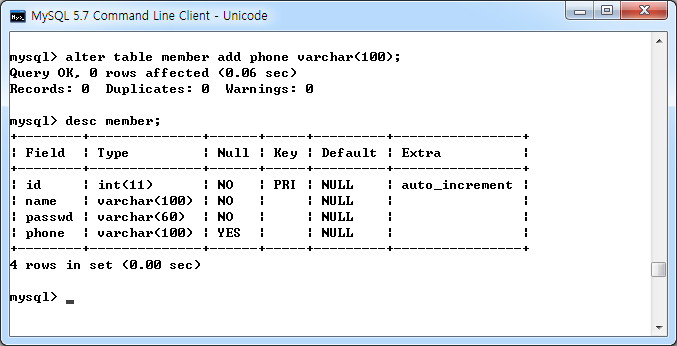 MySQL 5.7 Command Line Client - Unicode
mysql> alter table member add phone varchar(100);
Query OK, 0 rows affected (0.06 sec)
Records: 0  Duplicates: 0  Warnings: 0
mysql> desc member;
+--------+--------------+------+-----+---------+----------------+
| Field  | Type         | Null | Key | Default | Extra          |
+--------+--------------+------+-----+---------+----------------+
| id     | int(11)      | NO   | PRI | NULL    | auto_increment |
| name   | varchar(100) | NO   |     | NULL    |                |
| passwd | varchar(60)  | NO   |     | NULL    |                |
| phone  | varchar(100) | YES  |     | NULL    |                |
+--------+--------------+------+-----+---------+----------------+
4 rows in set (0.00 sec)
mysql> _